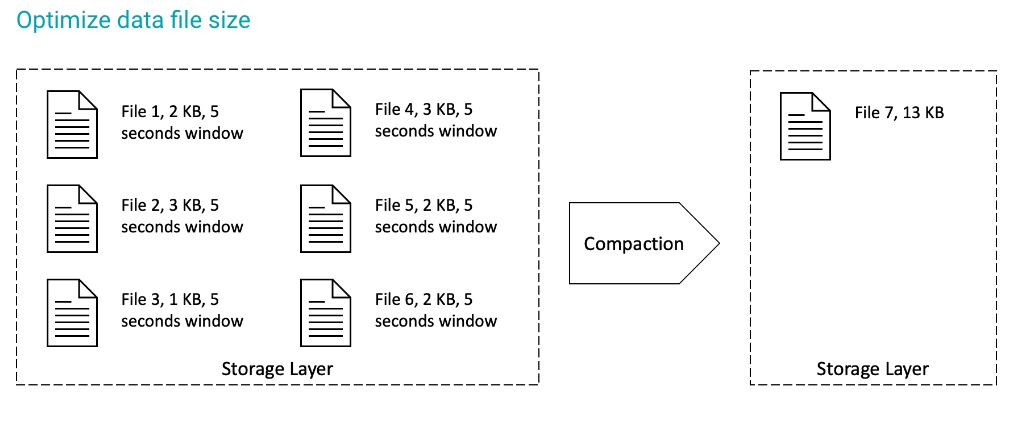 Optimize data file size
File 1, 2 KB, 5
seconds window
File 2, 3 KB, 5
seconds window
File 3, 1 KB, 5
seconds window
File 4, 3 KB, 5
seconds window
File 5, 2 KB, 5
seconds window
File 6, 2 KB, 5
seconds window
Storage Layer
Compaction
File 7, 13 KB
Storage Layer